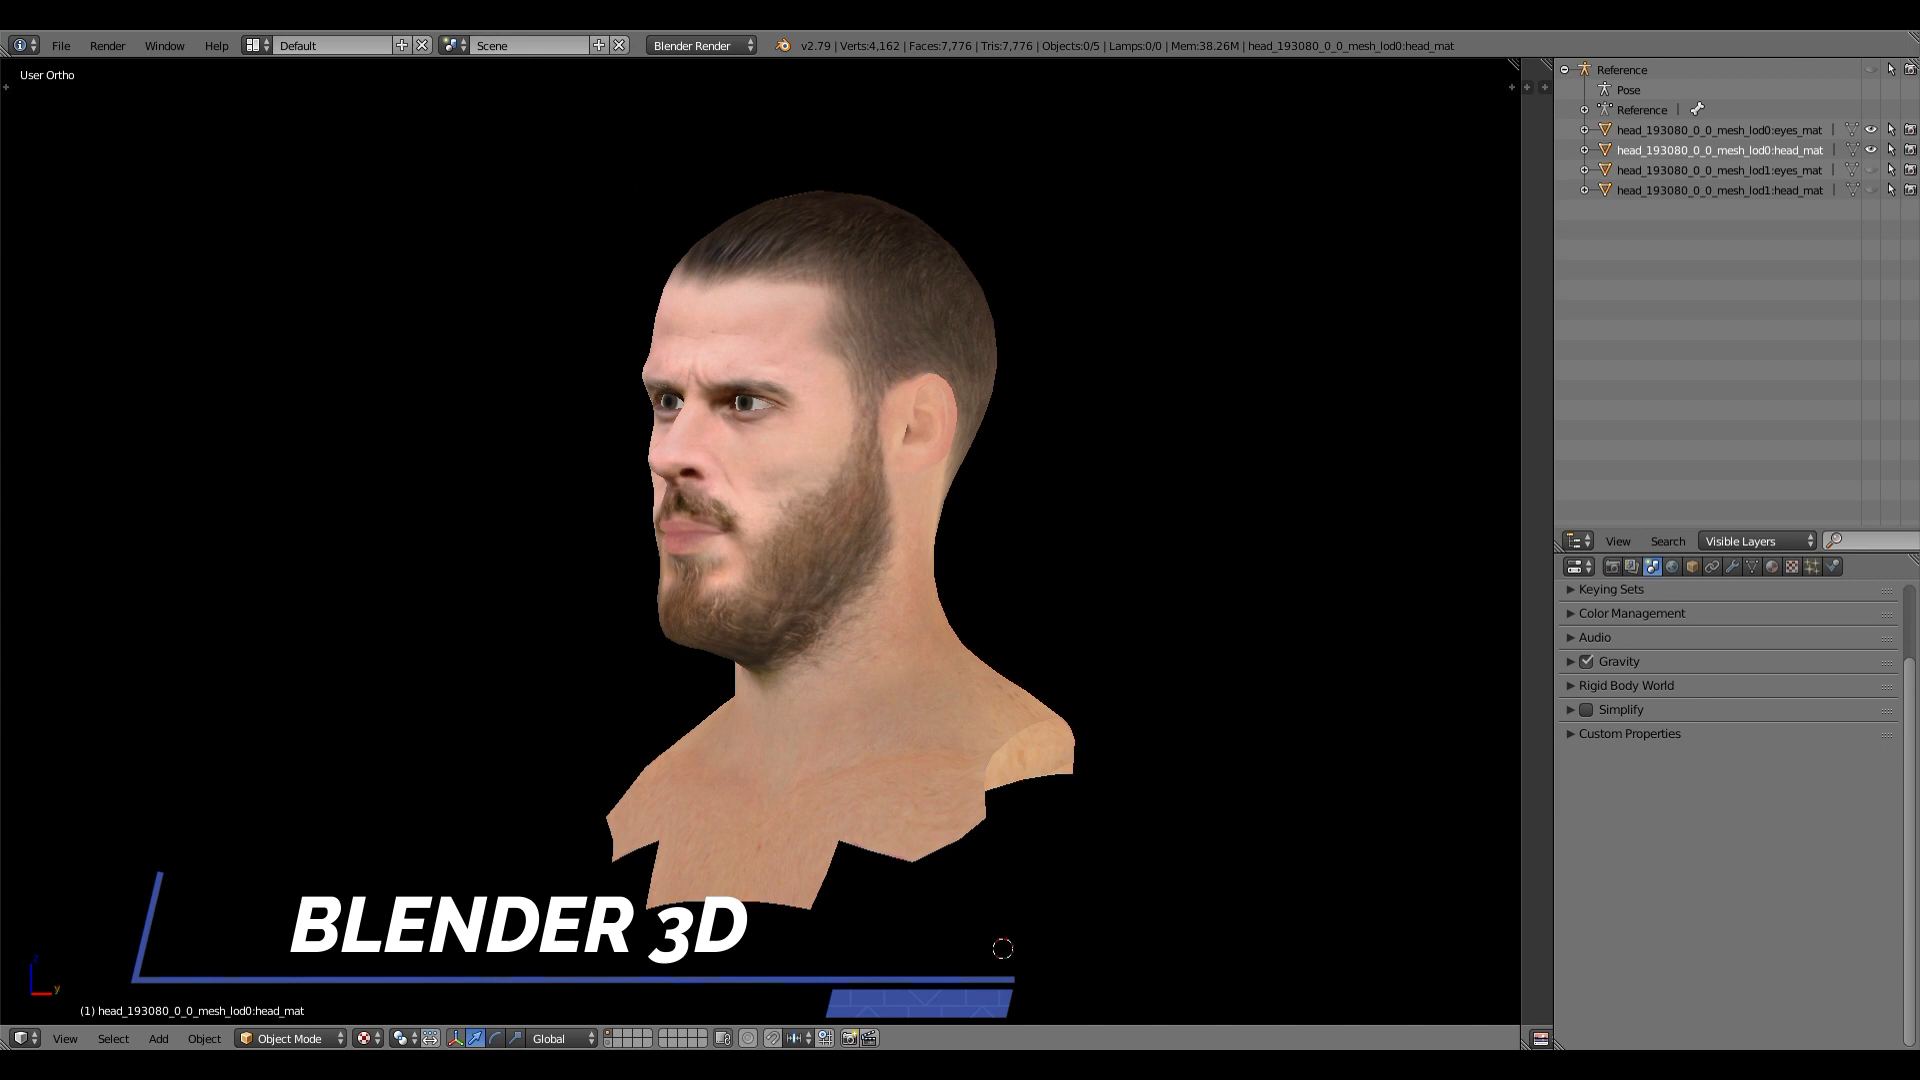 File Render Window Help Default Scene Blender Render v2.79 | Verts:4,162 | Faces:7,776 | Tris:7,776 | Objects:0/5 | Lamps:0/0 | Mem:38.26M | head_193080_0_0_mesh_lod0:head_mat
User Ortho
Reference
Pose
Reference
head_193080_0_0_mesh_lod0:eyes_mat
head_193080_0_0_mesh_lod0:head_mat
head_193080_0_0_mesh_lod1:eyes_mat
head_193080_0_0_mesh_lod1:head_mat
View Search Visible Layers
Keying Sets
Color Management
Audio
Gravity
Rigid Body World
Simplify
Custom Properties
BLENDER 3D
z
y
(1) head_193080_0_0_mesh_lod0:head_mat
View Select Add Object Object Mode Global